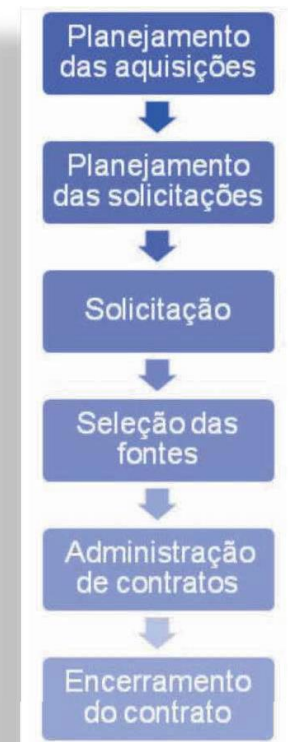 Planejamento
das aquisições
Planejamento
das solicitações
Solicitação
Seleção das
fontes
Administração
de contratos
Encerramento
do contrato